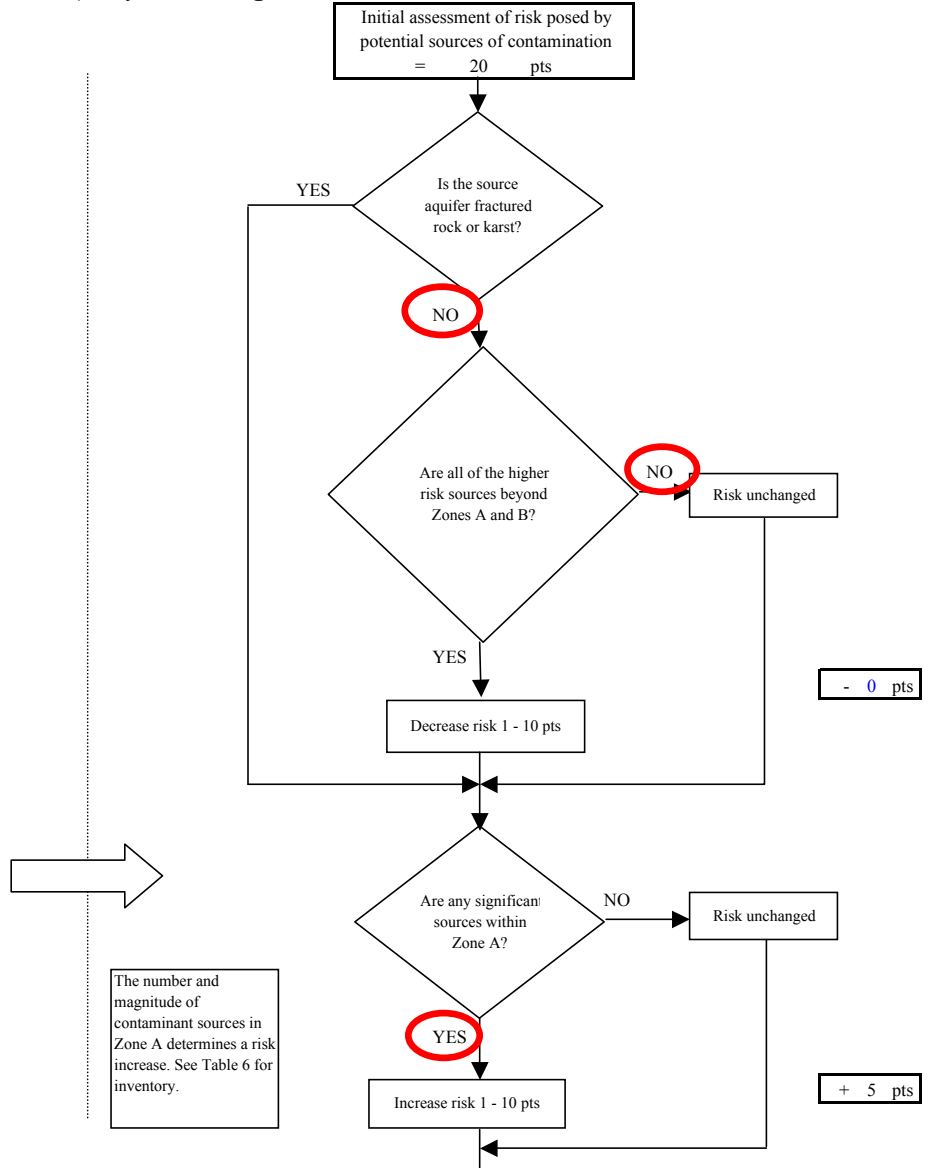 Initial assessment of risk posed by
potential sources of contamination
= 20 pts
YES
Is the source
aquifer fractured
rock or karst?
NO
Are all of the higher
risk sources beyond
Zones A and B?
NO
Risk unchanged
YES
- 0 pts
Decrease risk 1 - 10 pts
Are any significant
sources within
Zone A?
NO
Risk unchanged
The number and
magnitude of
contaminant sources in
Zone A determines a risk
increase. See Table 6 for
inventory.
YES
+ 5 pts
Increase risk 1 - 10 pts